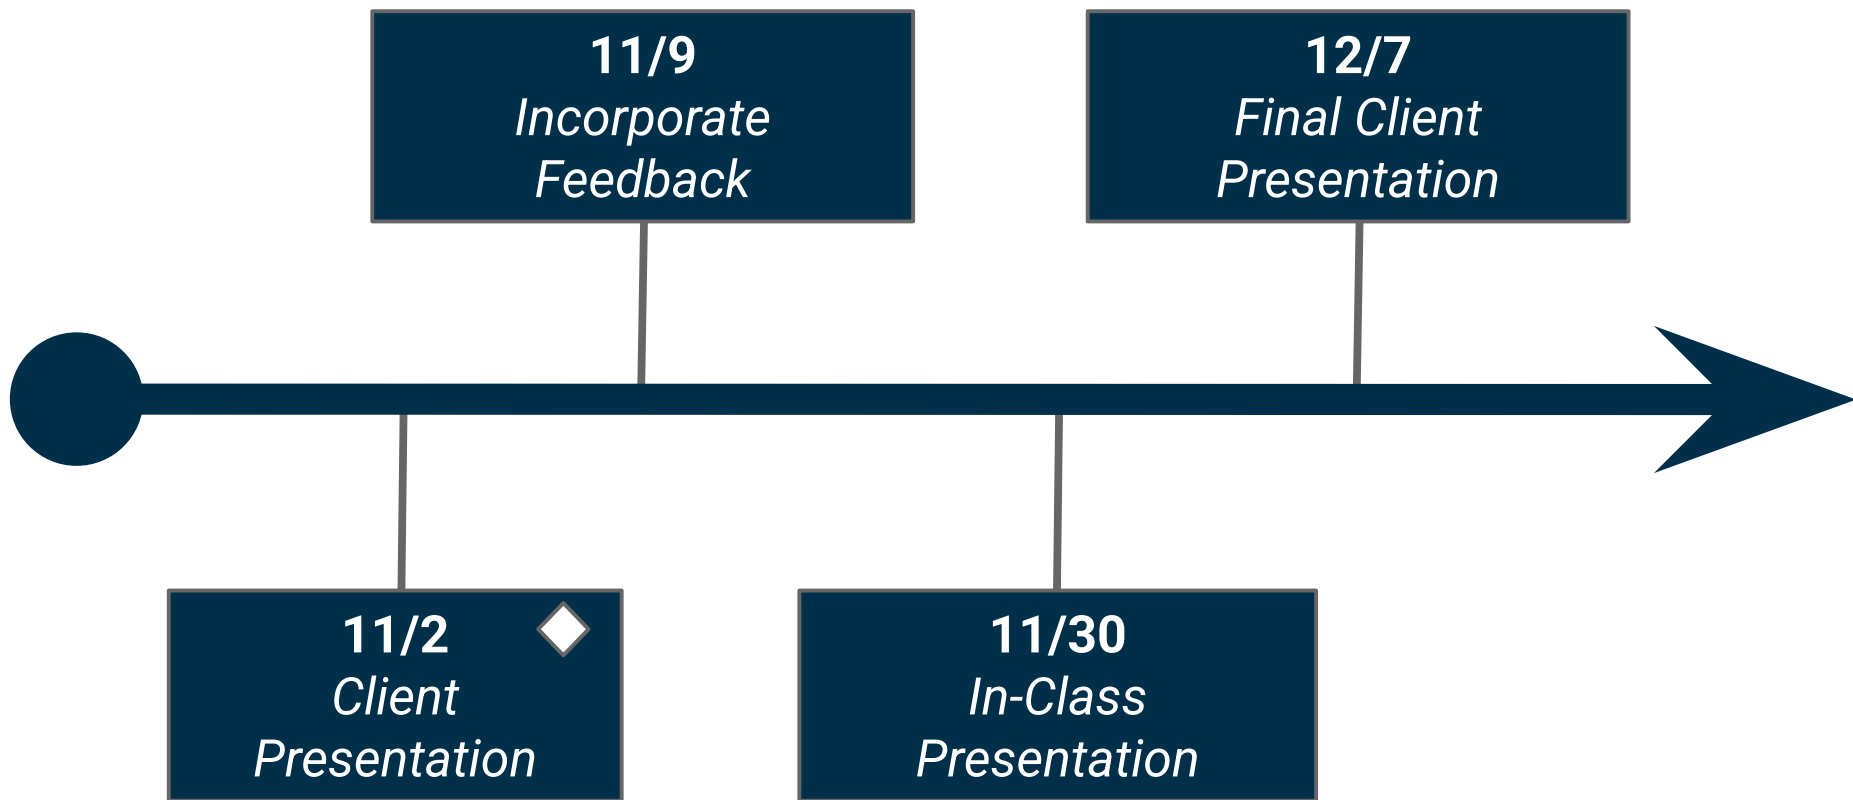 11/9
Incorporate
Feedback
12/7
Final Client
Presentation
11/2
Client
Presentation
11/30
In-Class
Presentation